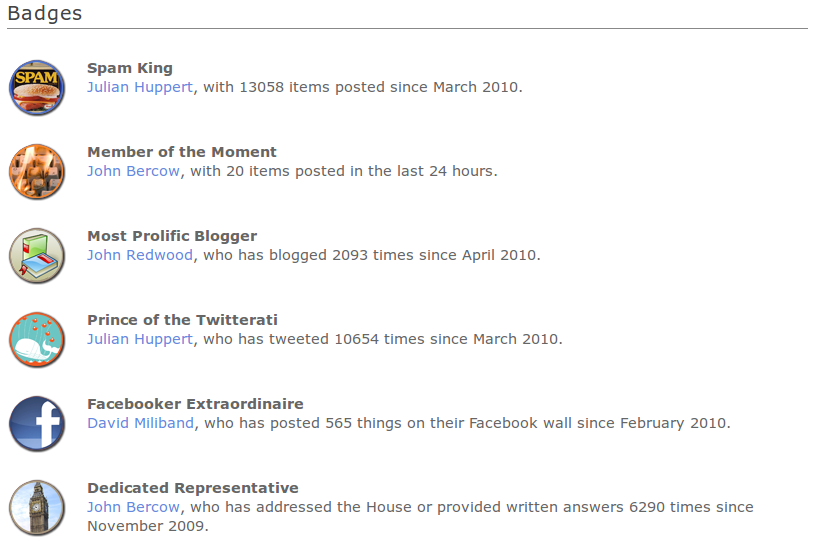 Badges
SPAM
Spam King
Julian Huppert, with 13058 items posted since March 2010.
Member of the Moment
John Bercow, with 20 items posted in the last 24 hours.
Most Prolific Blogger
John Redwood, who has blogged 2093 times since April 2010.
Prince of the Twitterati
Julian Huppert, who has tweeted 10654 times since March 2010.
f
Facebooker Extraordinaire
David Miliband, who has posted 565 things on their Facebook wall since February 2010.
Dedicated Representative
John Bercow, who has addressed the House or provided written answers 6290 times since
November 2009.